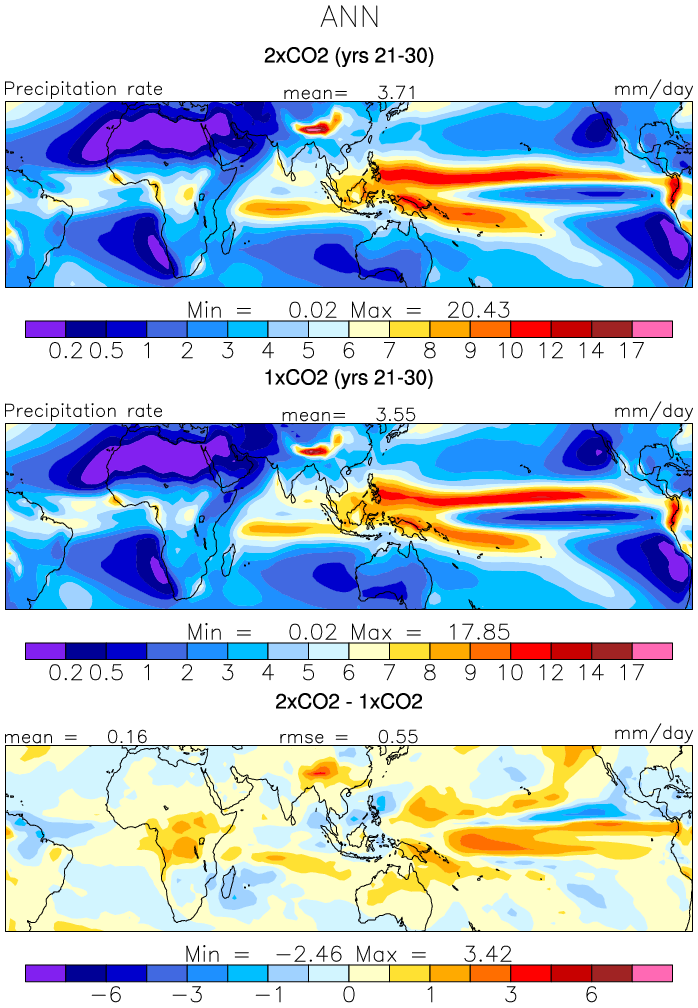 ANN
2xCO2 (yrs 21-30)
Precipitation rate mean= 3.71 mm/day
Min = 0.02 Max = 20.43
0.2 0.5 1 2 3 4 5 6 7 8 9 10 12 14 17
1xCO2 (yrs 21-30)
Precipitation rate mean= 3.55 mm/day
Min = 0.02 Max = 17.85
0.2 0.5 1 2 3 4 5 6 7 8 9 10 12 14 17
2xCO2 - 1xCO2
mean = 0.16 rmse = 0.55 mm/day
Min = −2.46 Max = 3.42
−6 −3 −1 0 1 3 6